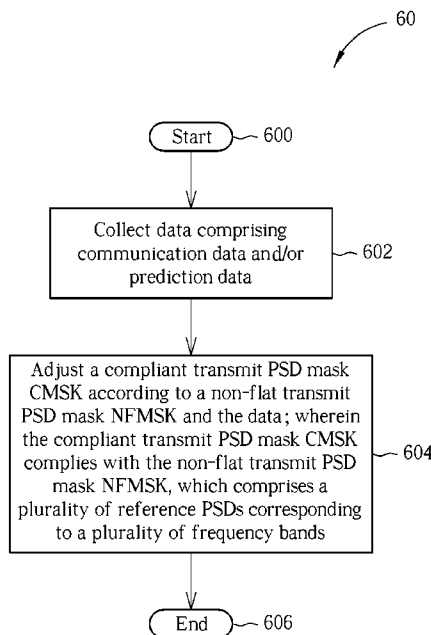 60
Start
600
Collect data comprising
communication data and/or
prediction data
602
Adjust a compliant transmit PSD mask
CMSK according to a non-flat transmit
PSD mask NFMSK and the data; wherein
the compliant transmit PSD mask CMSK
complies with the non-flat transmit PSD
mask NFMSK, which comprises a
plurality of reference PSDs corresponding
to a plurality of frequency bands
604
End
606